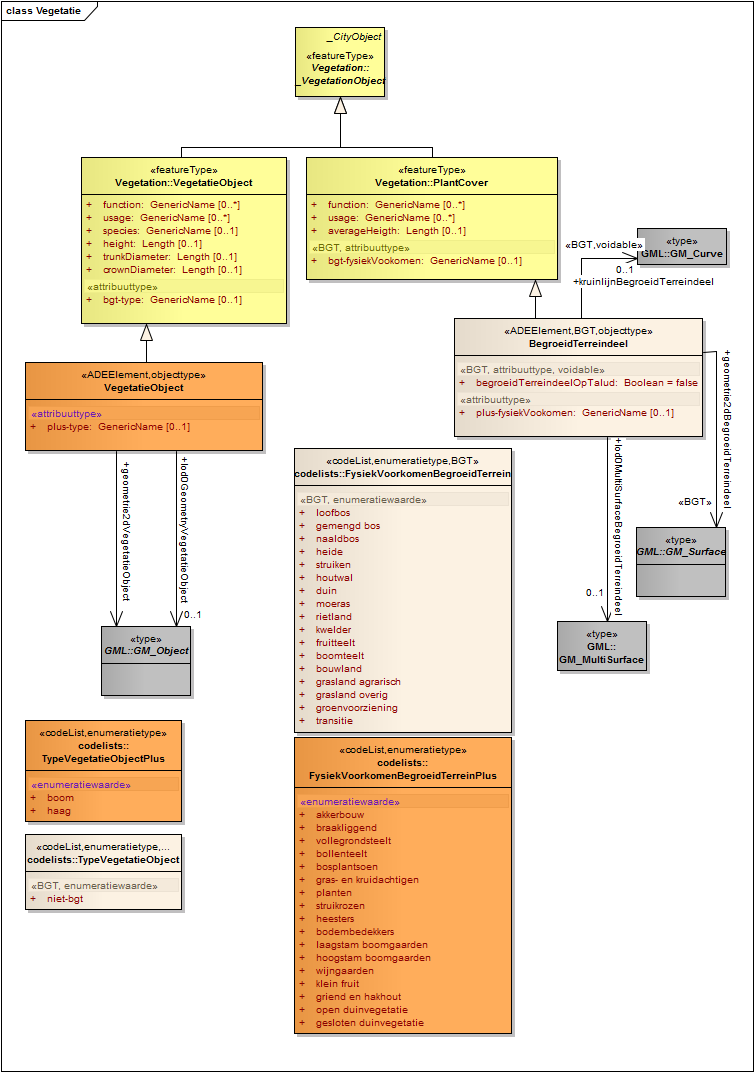 class Vegetatie
_CityObject
«featureType»
Vegetation::
_VegetationObject
«featureType»
Vegetation::VegetatieObject
+ function: GenericName [0..*]
+ usage: GenericName [0..*]
+ species: GenericName [0..1]
+ height: Length [0..1]
+ trunkDiameter: Length [0..1]
+ crownDiameter: Length [0..1]
«attribuuttype»
+ bgt-type: GenericName [0..1]
«featureType»
Vegetation::PlantCover
+ function: GenericName [0..*]
+ usage: GenericName [0..*]
+ averageHeigth: Length [0..1]
«BGT, attribuuttype»
+ bgt-fysiekVookomen: GenericName [0..1]
«type»
GML::GM_Curve
«BGT,voidable»
0..1
+kruinlijnBegroeidTerreindeel
«ADEElement,BGT,objecttype»
BegroeidTerreindeel
«BGT, attribuuttype, voidable»
+ begroeidTerreindeelOpTalud: Boolean = false
«attribuuttype»
+ plus-fysiekVookomen: GenericName [0..1]
+geometrie2dBegroeidTerreindeel
«BGT»
«type»
GML::GM_Surface
+lod0MultiSurfaceBegroeidTerreindeel
0..1
«type»
GML::
GM_MultiSurface
«ADEElement,objecttype»
VegetatieObject
«attribuuttype»
+ plus-type: GenericName [0..1]
+geometrie2dVegetatieObject
+lod0GeometryVegetatieObject
0..1
«type»
GML::GM_Object
«codeList,enumeratietype,BGT»
codelists::FysiekVoorkomenBegroeidTerrein
«BGT, enumeratiewaarde»
+ loofbos
+ gemengd bos
+ naaldbos
+ heide
+ struiken
+ houtwal
+ duin
+ moeras
+ rietland
+ kwelder
+ fruitteelt
+ boomteelt
+ bouwland
+ grasland agrarisch
+ grasland overig
+ groenvoorziening
+ transitie
«codeList,enumeratietype»
codelists::
TypeVegetatieObjectPlus
«enumeratiewaarde»
+ boom
+ haag
«codeList,enumeratietype,...
codelists::TypeVegetatieObject
«BGT, enumeratiewaarde»
+ niet-bgt
«codeList,enumeratietype»
codelists::
FysiekVoorkomenBegroeidTerreinPlus
«enumeratiewaarde»
+ akkerbouw
+ braakliggend
+ vollegrondsteelt
+ bollenteelt
+ bosplantsoen
+ gras- en kruidachtigen
+ planten
+ struikrozen
+ heesters
+ bodembedekkers
+ laagstam boomgaarden
+ hoogstam boomgaarden
+ wijngaarden
+ klein fruit
+ griend en hakhout
+ open duinvegetatie
+ gesloten duinvegetatie